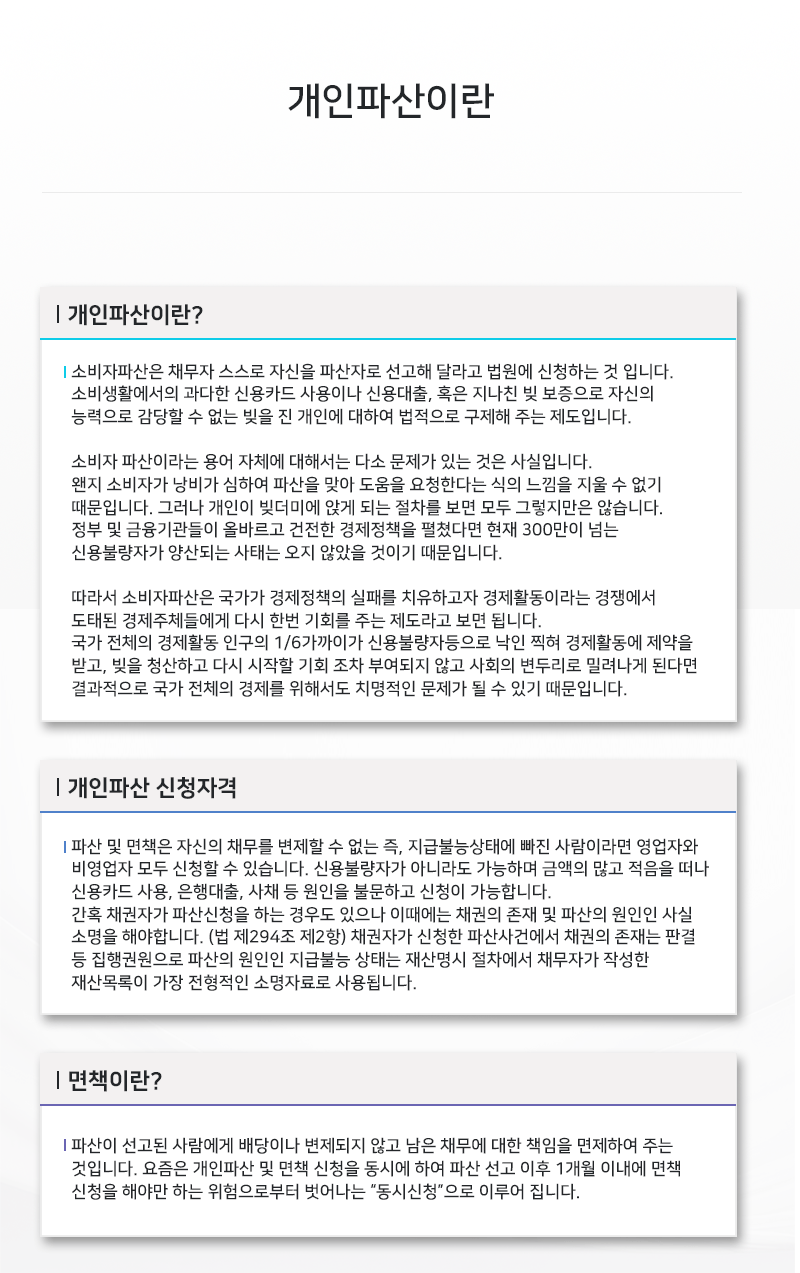 개인파산이란
개인파산이란?
소비자파산은 채무자 스스로 자신을 파산자로 선고해 달라고 법원에 신청하는 것 입니다.
소비생활에서의 과다한 신용카드 사용이나 신용대출, 혹은 지나친 빚 보증으로 자신의
능력으로 감당할 수 없는 빚을 진 개인에 대하여 법적으로 구제해 주는 제도입니다.
소비자 파산이라는 용어 자체에 대해서는 다소 문제가 있는 것은 사실입니다.
왠지 소비자가 낭비가 심하여 파산을 맞아 도움을 요청한다는 식의 느낌을 지울 수 없기
때문입니다. 그러나 개인이 빚더미에 앉게 되는 절차를 보면 모두 그렇지만은 않습니다.
정부 및 금융기관들이 올바르고 건전한 경제정책을 펼쳤다면 현재 300만이 넘는
신용불량자가 양산되는 사태는 오지 않았을 것이기 때문입니다.
따라서 소비자파산은 국가가 경제정책의 실패를 치유하고자 경제활동이라는 경쟁에서
도태된 경제주체들에게 다시 한번 기회를 주는 제도라고 보면 됩니다.
국가 전체의 경제활동 인구의 1/6가까이가 신용불량자등으로 낙인 찍혀 경제활동에 제약을
받고, 빚을 청산하고 다시 시작할 기회 조차 부여되지 않고 사회의 변두리로 밀려나게 된다면
결과적으로 국가 전체의 경제를 위해서도 치명적인 문제가 될 수 있기 때문입니다.
개인파산 신청자격
파산 및 면책은 자신의 채무를 변제할 수 없는 즉, 지급불능상태에 빠진 사람이라면 영업자와
비영업자 모두 신청할 수 있습니다. 신용불량자가 아니라도 가능하며 금액의 많고 적음을 떠나
신용카드 사용, 은행대출, 사채 등 원인을 불문하고 신청이 가능합니다.
간혹 채권자가 파산신청을 하는 경우도 있으나 이때에는 채권의 존재 및 파산의 원인인 사실
소명을 해야합니다. (법 제294조 제2항) 채권자가 신청한 파산사건에서 채권의 존재는 판결
등 집행권원으로 파산의 원인인 지급불능 상태는 재산명시 절차에서 채무자가 작성한
재산목록이 가장 전형적인 소명자료로 사용됩니다.
면책이란?
파산이 선고된 사람에게 배당이나 변제되지 않고 남은 채무에 대한 책임을 면제하여 주는
것입니다. 요즘은 개인파산 및 면책 신청을 동시에 하여 파산 선고 이후 1개월 이내에 면책
신청을 해야만 하는 위험으로부터 벗어나는 “동시신청”으로 이루어 집니다.